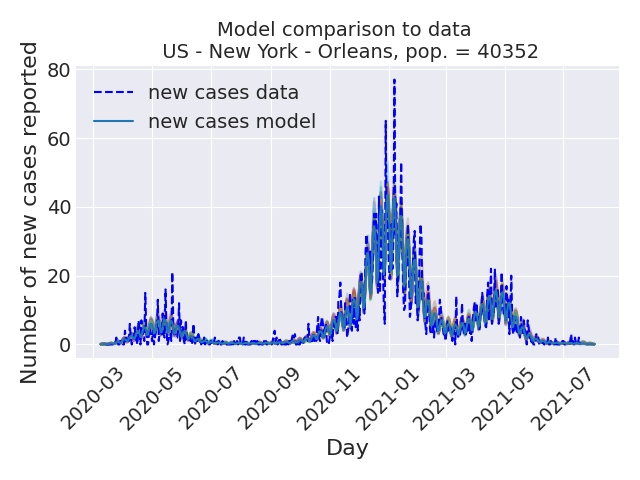 Model comparison to data
US - New York - Orleans, pop. = 40352
Number of new cases reported
80
60
40
20
0
new cases data
new cases model
2020-03
2020-05
2020-07
2020-09
2020-11
2021-01
2021-03
2021-05
2021-07
Day